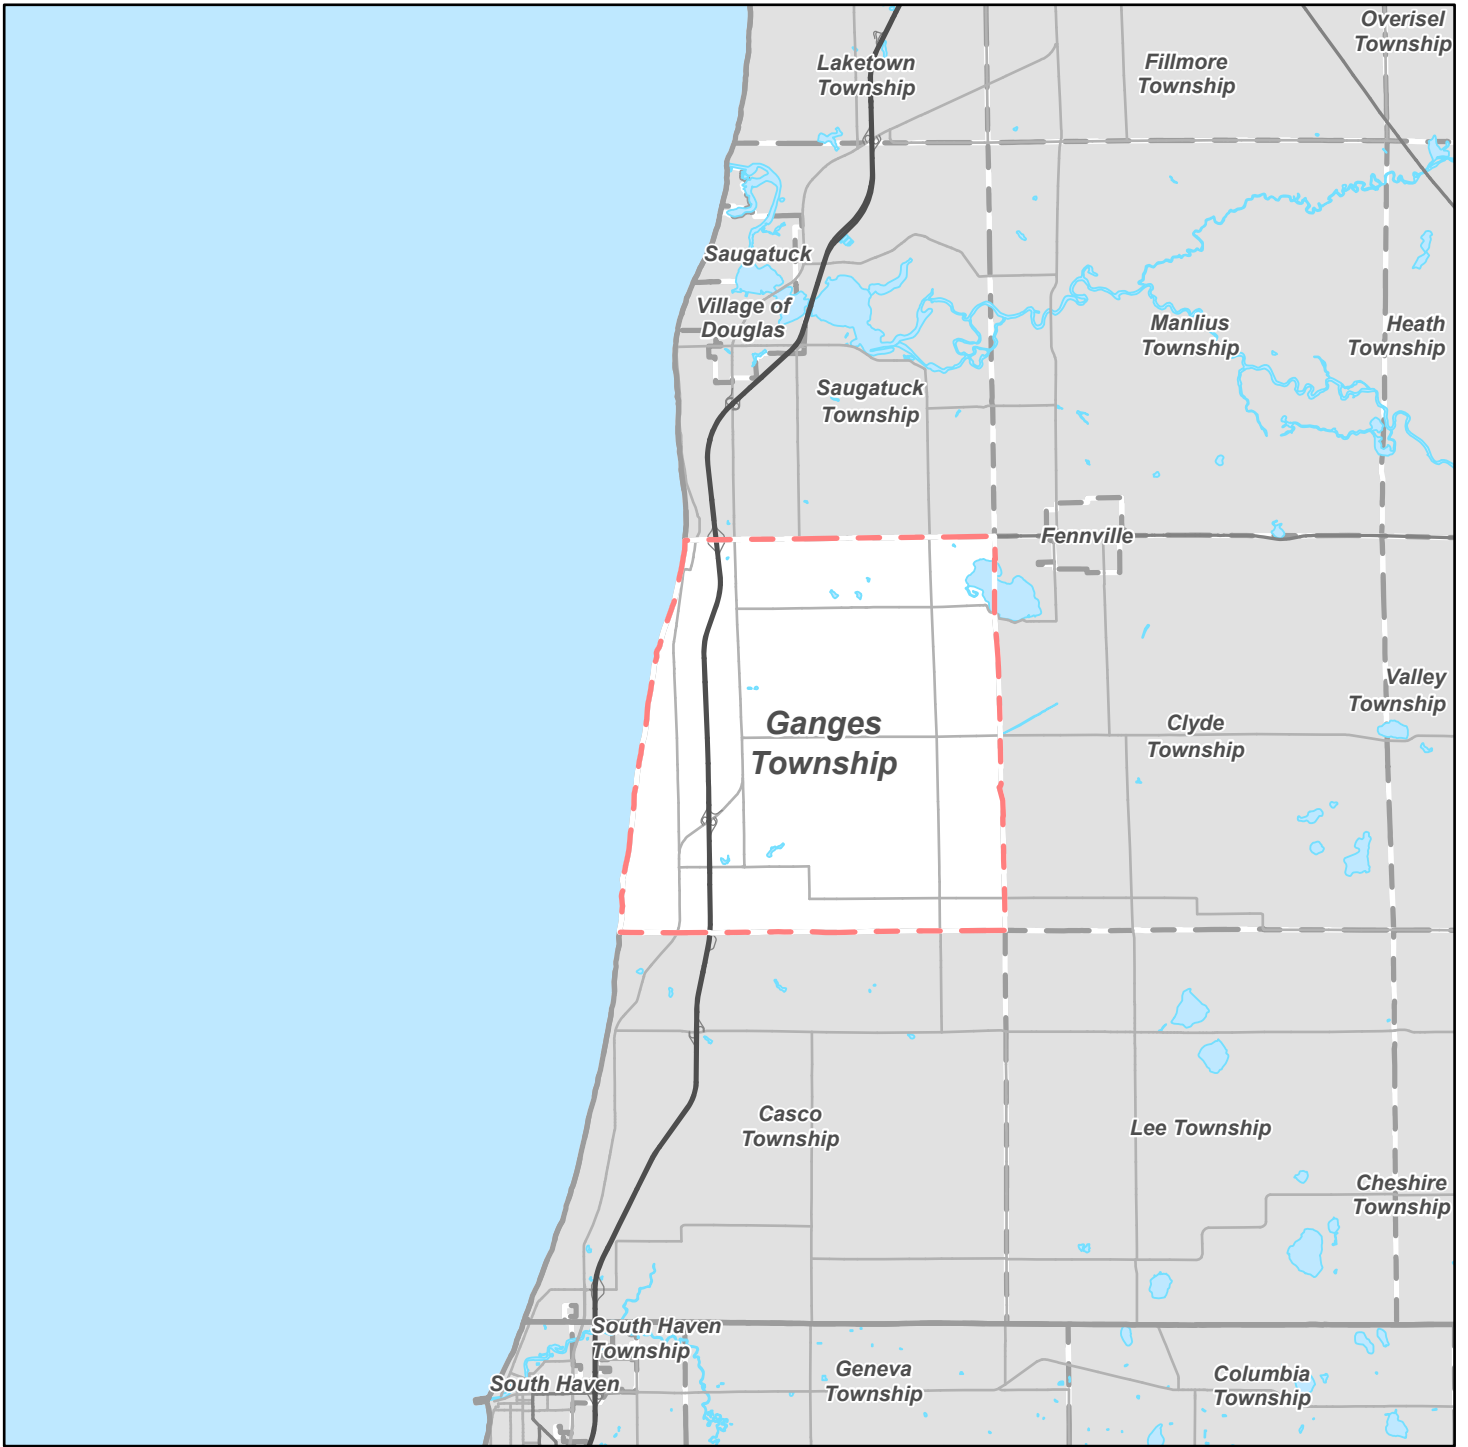 Overisel
Township
Laketown
Township
Fillmore
Township
Saugatuck
Village of
Douglas
Manlius
Township
Heath
Township
Saugatuck
Township
Fennville
Ganges
Township
Clyde
Township
Valley
Township
Casco
Township
Lee Township
Cheshire
Township
South Haven
Township
South Haven
Geneva
Township
Columbia
Township